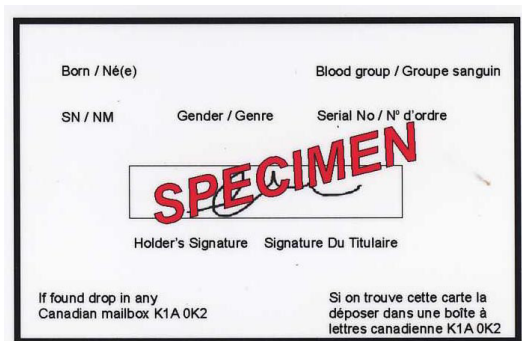 Born / Né(e) Blood group / Groupe sanguin
SN / NM Gender / Genre Serial No / Nº d'ordre
SPECIMEN
Holder's Signature Signature Du Titulaire
If found drop in any
Canadian mailbox K1A 0K2
Si on trouve cette carte la
déposer dans une boîte à
lettres canadienne K1A 0K2